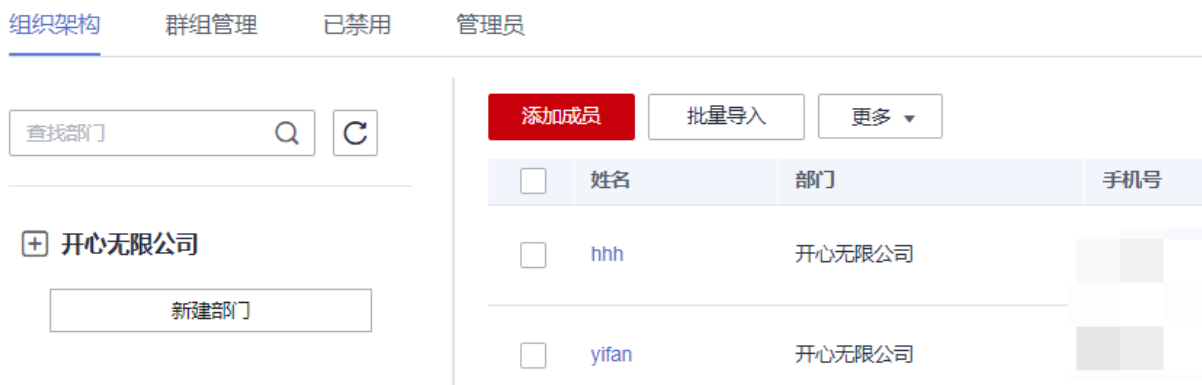 组织架构 群组管理 已禁用 管理员
查找部门
开心无限公司
新建部门
添加成员 批量导入 更多
姓名 部门 手机号
hhh 开心无限公司
yifan 开心无限公司